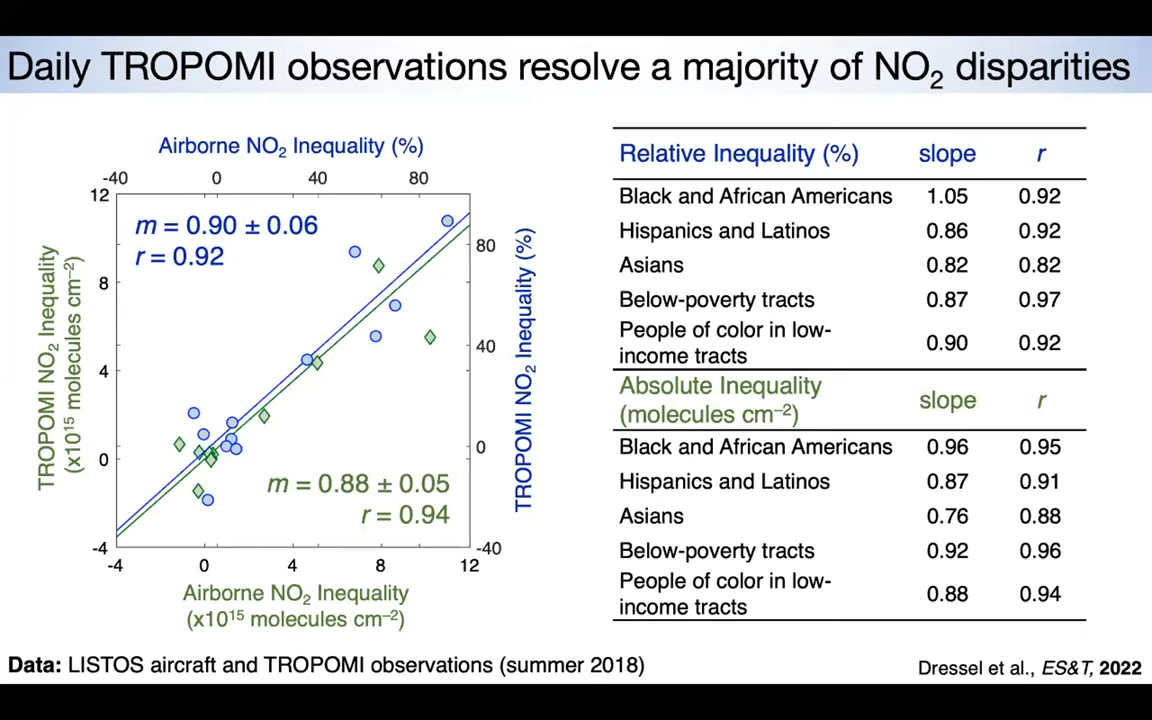 Daily TROPOMI observations resolve a majority of NO₂ disparities
Airborne NO₂ Inequality (%)
-40 0 40 80
12
8
4
0
-4
TROPOMI NO₂ Inequality
(x10¹⁵ molecules cm⁻²)
m = 0.90 ± 0.06
r = 0.92
m = 0.88 ± 0.05
r = 0.94
80
40
0
-40
TROPOMI NO₂ Inequality (%)
-4 0 4 8 12
Airborne NO₂ Inequality
(x10¹⁵ molecules cm⁻²)
Relative Inequality (%) slope r
Black and African Americans 1.05 0.92
Hispanics and Latinos 0.86 0.92
Asians 0.82 0.82
Below-poverty tracts 0.87 0.97
People of color in low-
income tracts 0.90 0.92
Absolute Inequality
(molecules cm⁻²) slope r
Black and African Americans 0.96 0.95
Hispanics and Latinos 0.87 0.91
Asians 0.76 0.88
Below-poverty tracts 0.92 0.96
People of color in low-
income tracts 0.88 0.94
Data: LISTOS aircraft and TROPOMI observations (summer 2018)
Dressel et al., ES&T, 2022